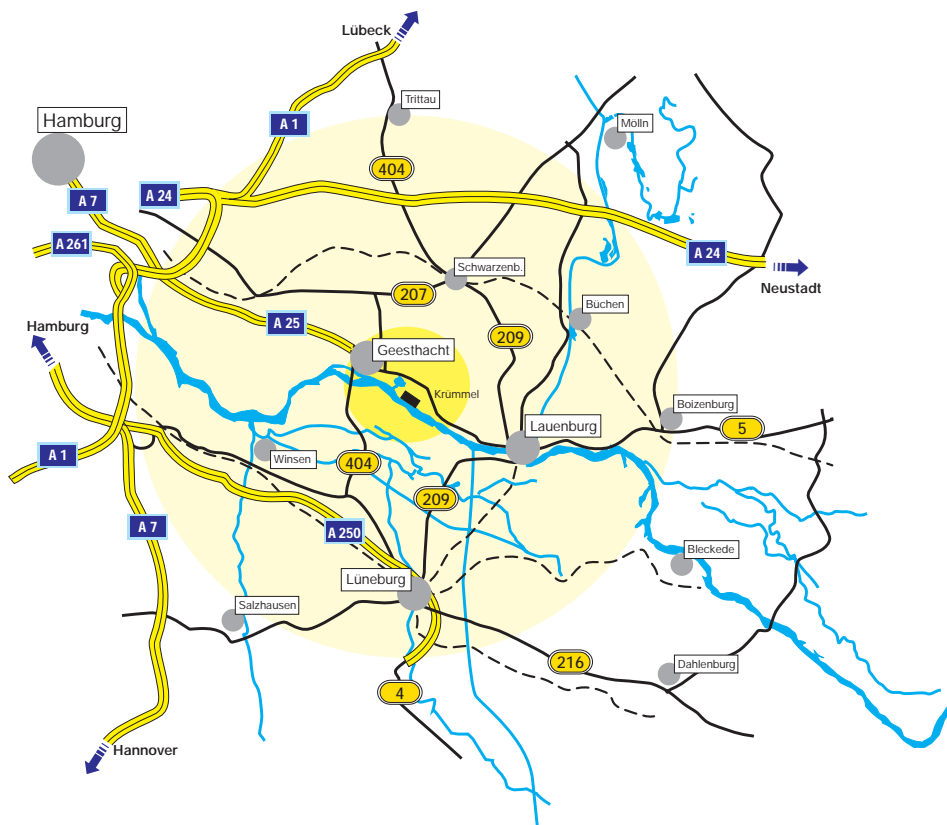 Lübeck
Trittau
Hamburg
A 1
Mölln
404
A 7
A 24
A 261
A 24
Schwarzenb.
Neustadt
207
Büchen
A 25
Hamburg
209
Geesthacht
Krümmel
Boizenburg
Lauenburg
5
A 1
Winsen
404
209
A 7
A 250
Bleckede
Lüneburg
Salzhausen
216
Dahlenburg
4
Hannover